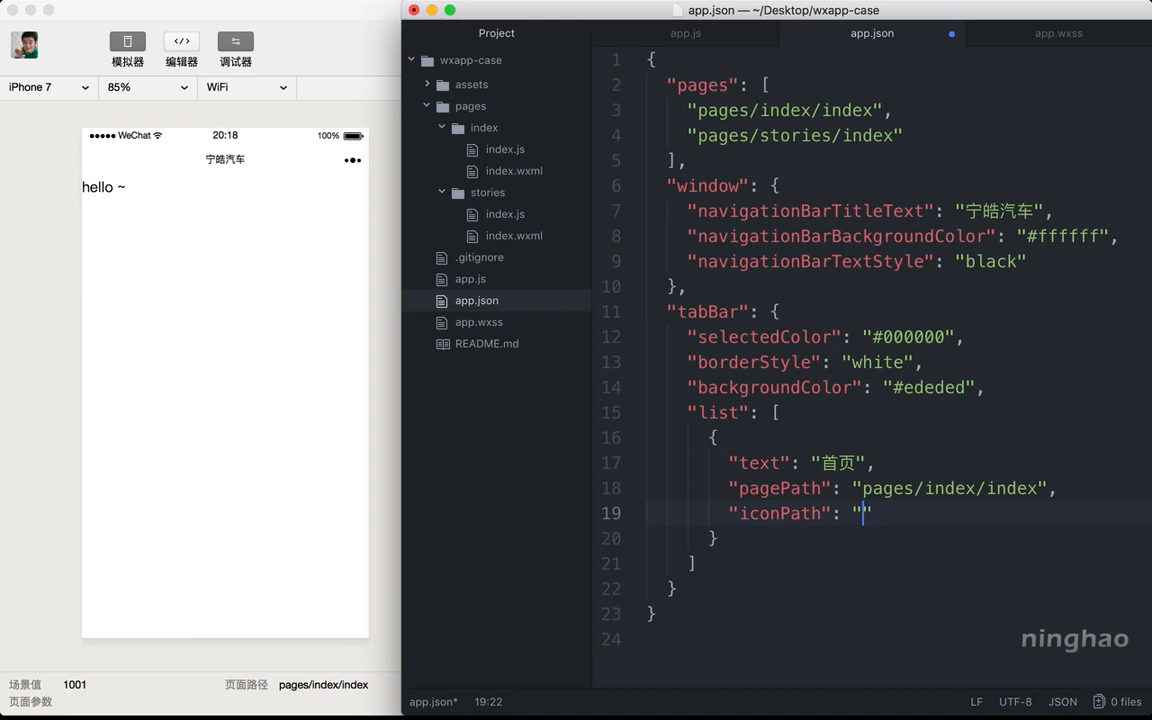 app.json — ~/Desktop/wxapp-case
模拟器
编辑器
调试器
iPhone 7
85%
WiFi
WeChat
20:18
100%
宁皓汽车
hello ~
场景值
1001
页面路径
pages/index/index
页面参数
Project
wxapp-case
assets
pages
index
index.js
index.wxml
stories
index.js
index.wxml
.gitignore
app.js
app.json
app.wxss
README.md
app.js
app.json
app.wxss
1 {
2 "pages": [
3 "pages/index/index",
4 "pages/stories/index"
5 ],
6 "window": {
7 "navigationBarTitleText": "宁皓汽车",
8 "navigationBarBackgroundColor": "#ffffff",
9 "navigationBarTextStyle": "black"
10 },
11 "tabBar": {
12 "selectedColor": "#000000",
13 "borderStyle": "white",
14 "backgroundColor": "#ededed",
15 "list": [
16 {
17 "text": "首页",
18 "pagePath": "pages/index/index",
19 "iconPath": ""
20 }
21 ]
22 }
23 }
24
ninghao
app.json*
19:22
LF
UTF-8
JSON
0 files